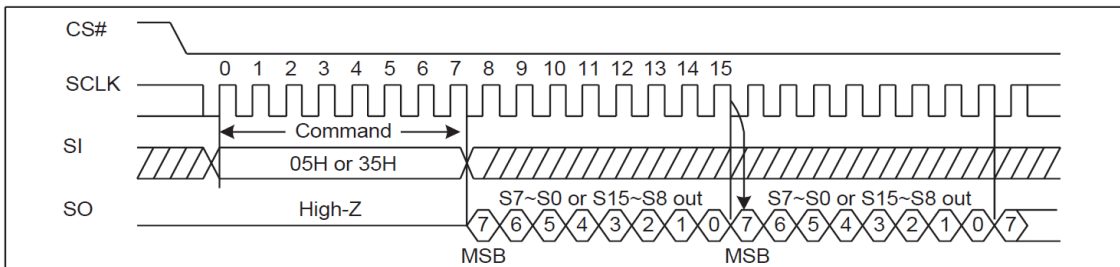 CS#
0 1 2 3 4 5 6 7 8 9 10 11 12 13 14 15
SCLK
Command
SI
05H or 35H
S7~S0 or S15~S8 out S7~S0 or S15~S8 out
SO
High-Z
7 6 5 4 3 2 1 0 7 6 5 4 3 2 1 0 7
MSB MSB